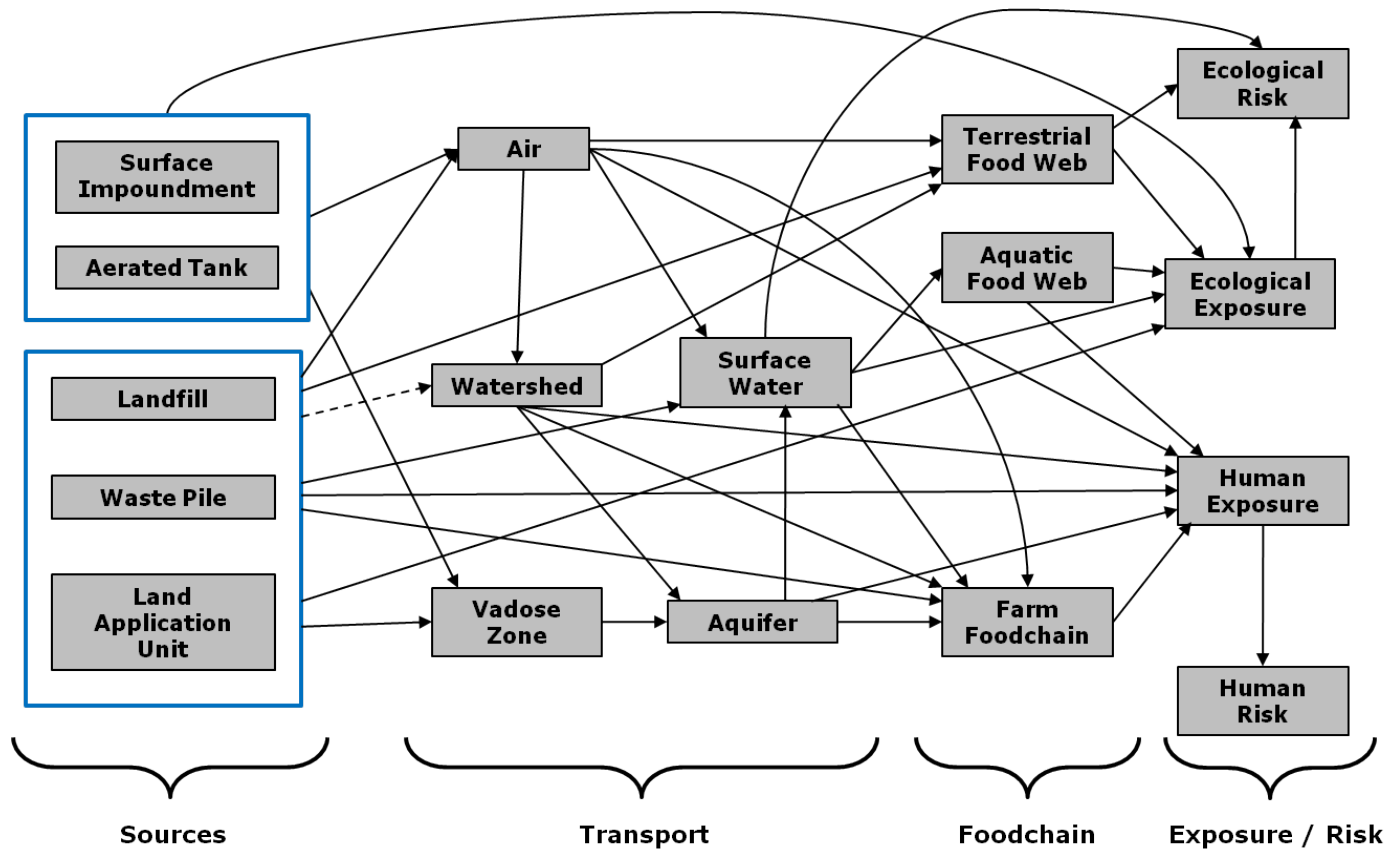 Surface
Impoundment
Aerated Tank
Landfill
Waste Pile
Land
Application
Unit
Air
Watershed
Surface
Water
Vadose
Zone
Aquifer
Terrestrial
Food Web
Aquatic
Food Web
Farm
Foodchain
Ecological
Risk
Ecological
Exposure
Human
Exposure
Human
Risk
Sources
Transport
Foodchain
Exposure / Risk